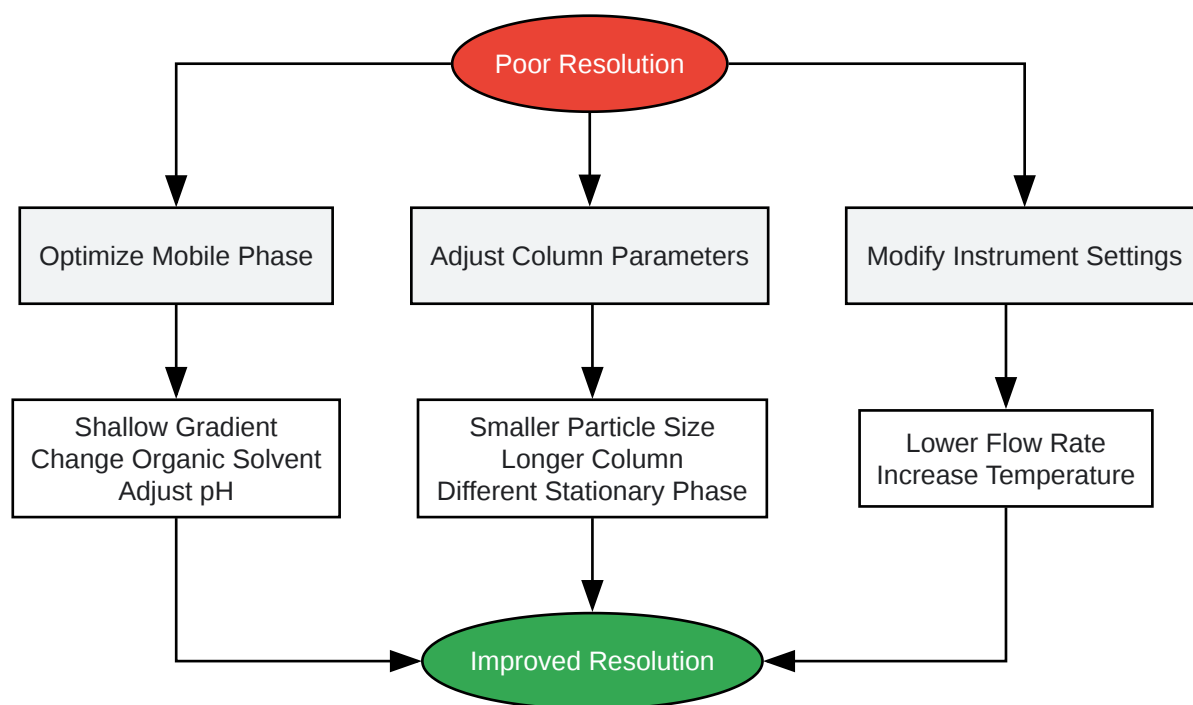 Poor Resolution
Optimize Mobile Phase
Adjust Column Parameters
Modify Instrument Settings
Shallow Gradient
Change Organic Solvent
Adjust pH
Smaller Particle Size
Longer Column
Different Stationary Phase
Lower Flow Rate
Increase Temperature
Improved Resolution